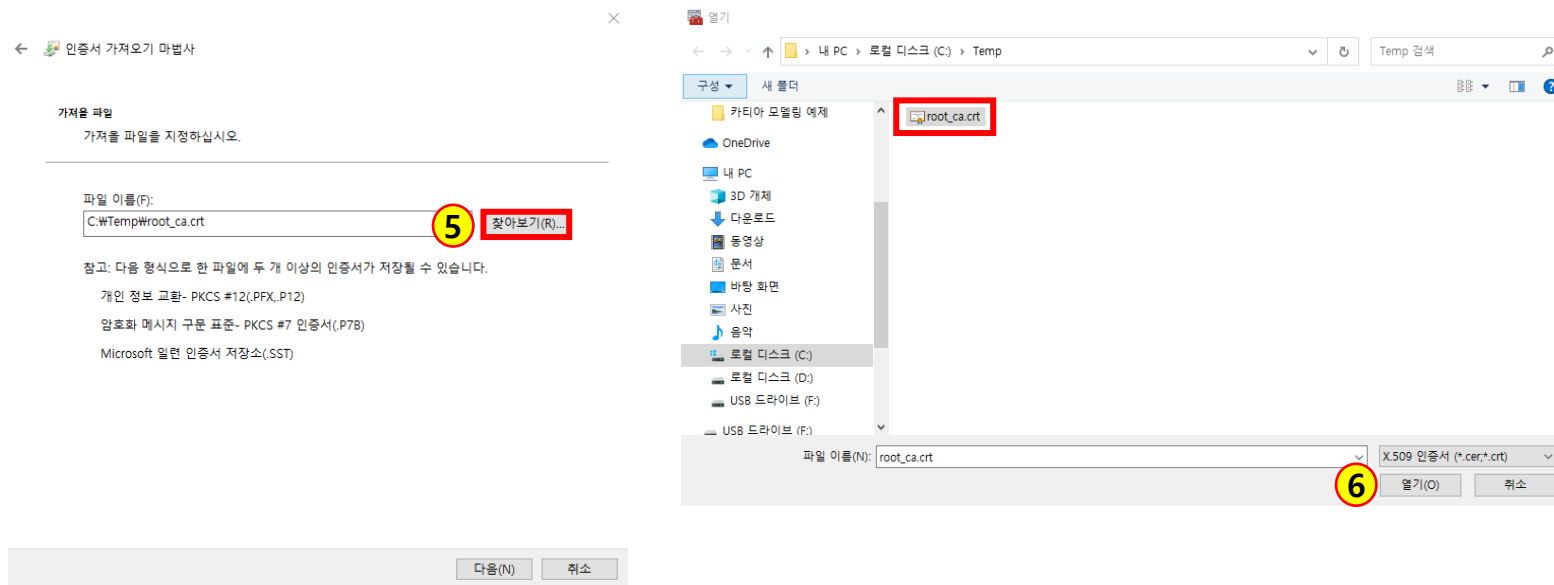 인증서 가져오기 마법사
가져올 파일
가져올 파일을 지정하십시오.
파일 이름(F):
C:₩Temp₩root_ca.crt
5
찾아보기(R)...
참고: 다음 형식으로 한 파일에 두 개 이상의 인증서가 저장될 수 있습니다.
개인 정보 교환- PKCS #12(.PFX,.P12)
암호화 메시지 구문 표준- PKCS #7 인증서(.P7B)
Microsoft 일련 인증서 저장소(.SST)
다음(N)
취소
열기
내 PC › 로컬 디스크 (C:) › Temp
Temp 검색
구성
새 폴더
카티아 모델링 예제
OneDrive
내 PC
3D 개체
다운로드
동영상
문서
바탕 화면
사진
음악
로컬 디스크 (C:)
로컬 디스크 (D:)
USB 드라이브 (F:)
USB 드라이브 (F:)
root_ca.crt
파일 이름(N):
root_ca.crt
X.509 인증서 (*.cer;*.crt)
6
열기(O)
취소